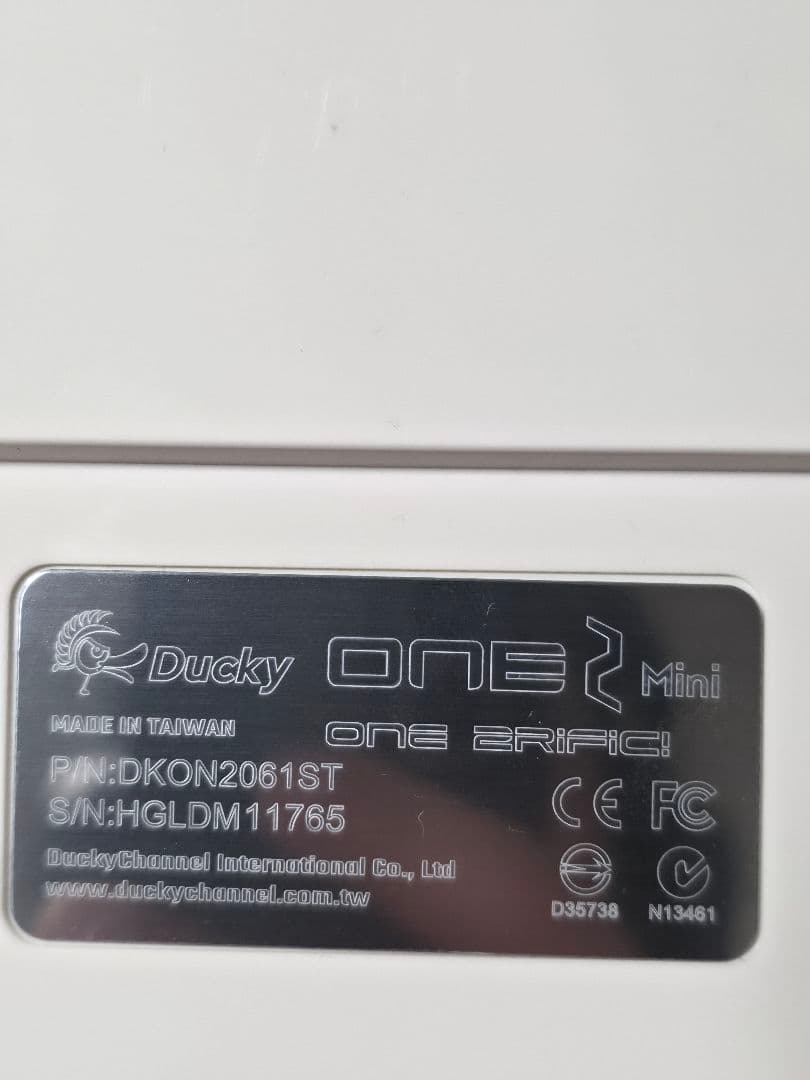 Ducky ONE 2 Mini
MADE IN TAIWAN ONE 2RiFiC!
P/N:DKON2061ST
S/N:HGLDM11765
CE FC
DuckyChannel International Co., Ltd
www.duckychannel.com.tw
D35738 N13461